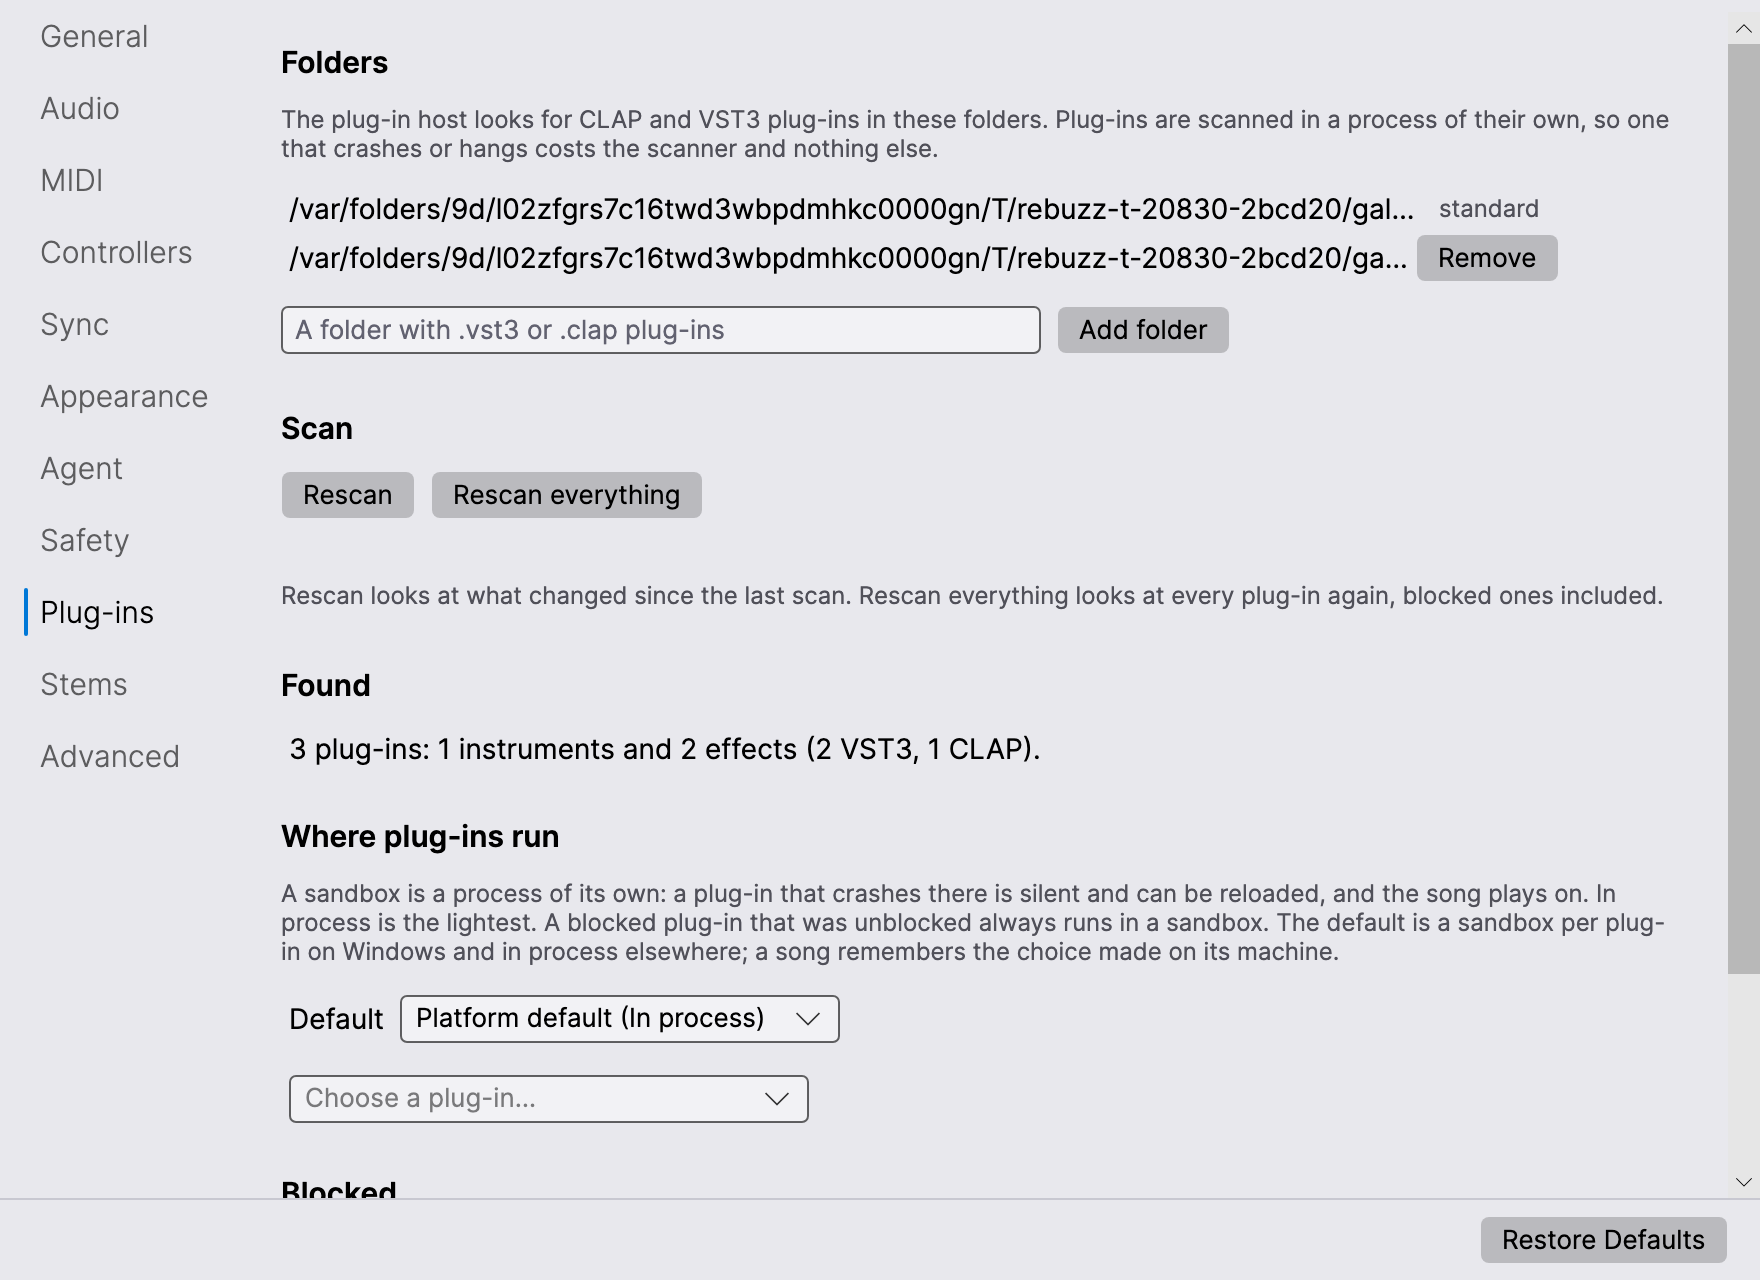 General
Audio
MIDI
Controllers
Sync
Appearance
Agent
Safety
Plug-ins
Stems
Advanced
Folders
The plug-in host looks for CLAP and VST3 plug-ins in these folders. Plug-ins are scanned in a process of their own, so one
that crashes or hangs costs the scanner and nothing else.
/var/folders/9d/l02zfgrs7c16twd3wbpdmhkc0000gn/T/rebuzz-t-20830-2bcd20/gal... standard
/var/folders/9d/l02zfgrs7c16twd3wbpdmhkc0000gn/T/rebuzz-t-20830-2bcd20/ga... Remove
A folder with .vst3 or .clap plug-ins Add folder
Scan
Rescan Rescan everything
Rescan looks at what changed since the last scan. Rescan everything looks at every plug-in again, blocked ones included.
Found
3 plug-ins: 1 instruments and 2 effects (2 VST3, 1 CLAP).
Where plug-ins run
A sandbox is a process of its own: a plug-in that crashes there is silent and can be reloaded, and the song plays on. In
process is the lightest. A blocked plug-in that was unblocked always runs in a sandbox. The default is a sandbox per plug-
in on Windows and in process elsewhere; a song remembers the choice made on its machine.
Default Platform default (In process)
Choose a plug-in...
Blocked
Restore Defaults